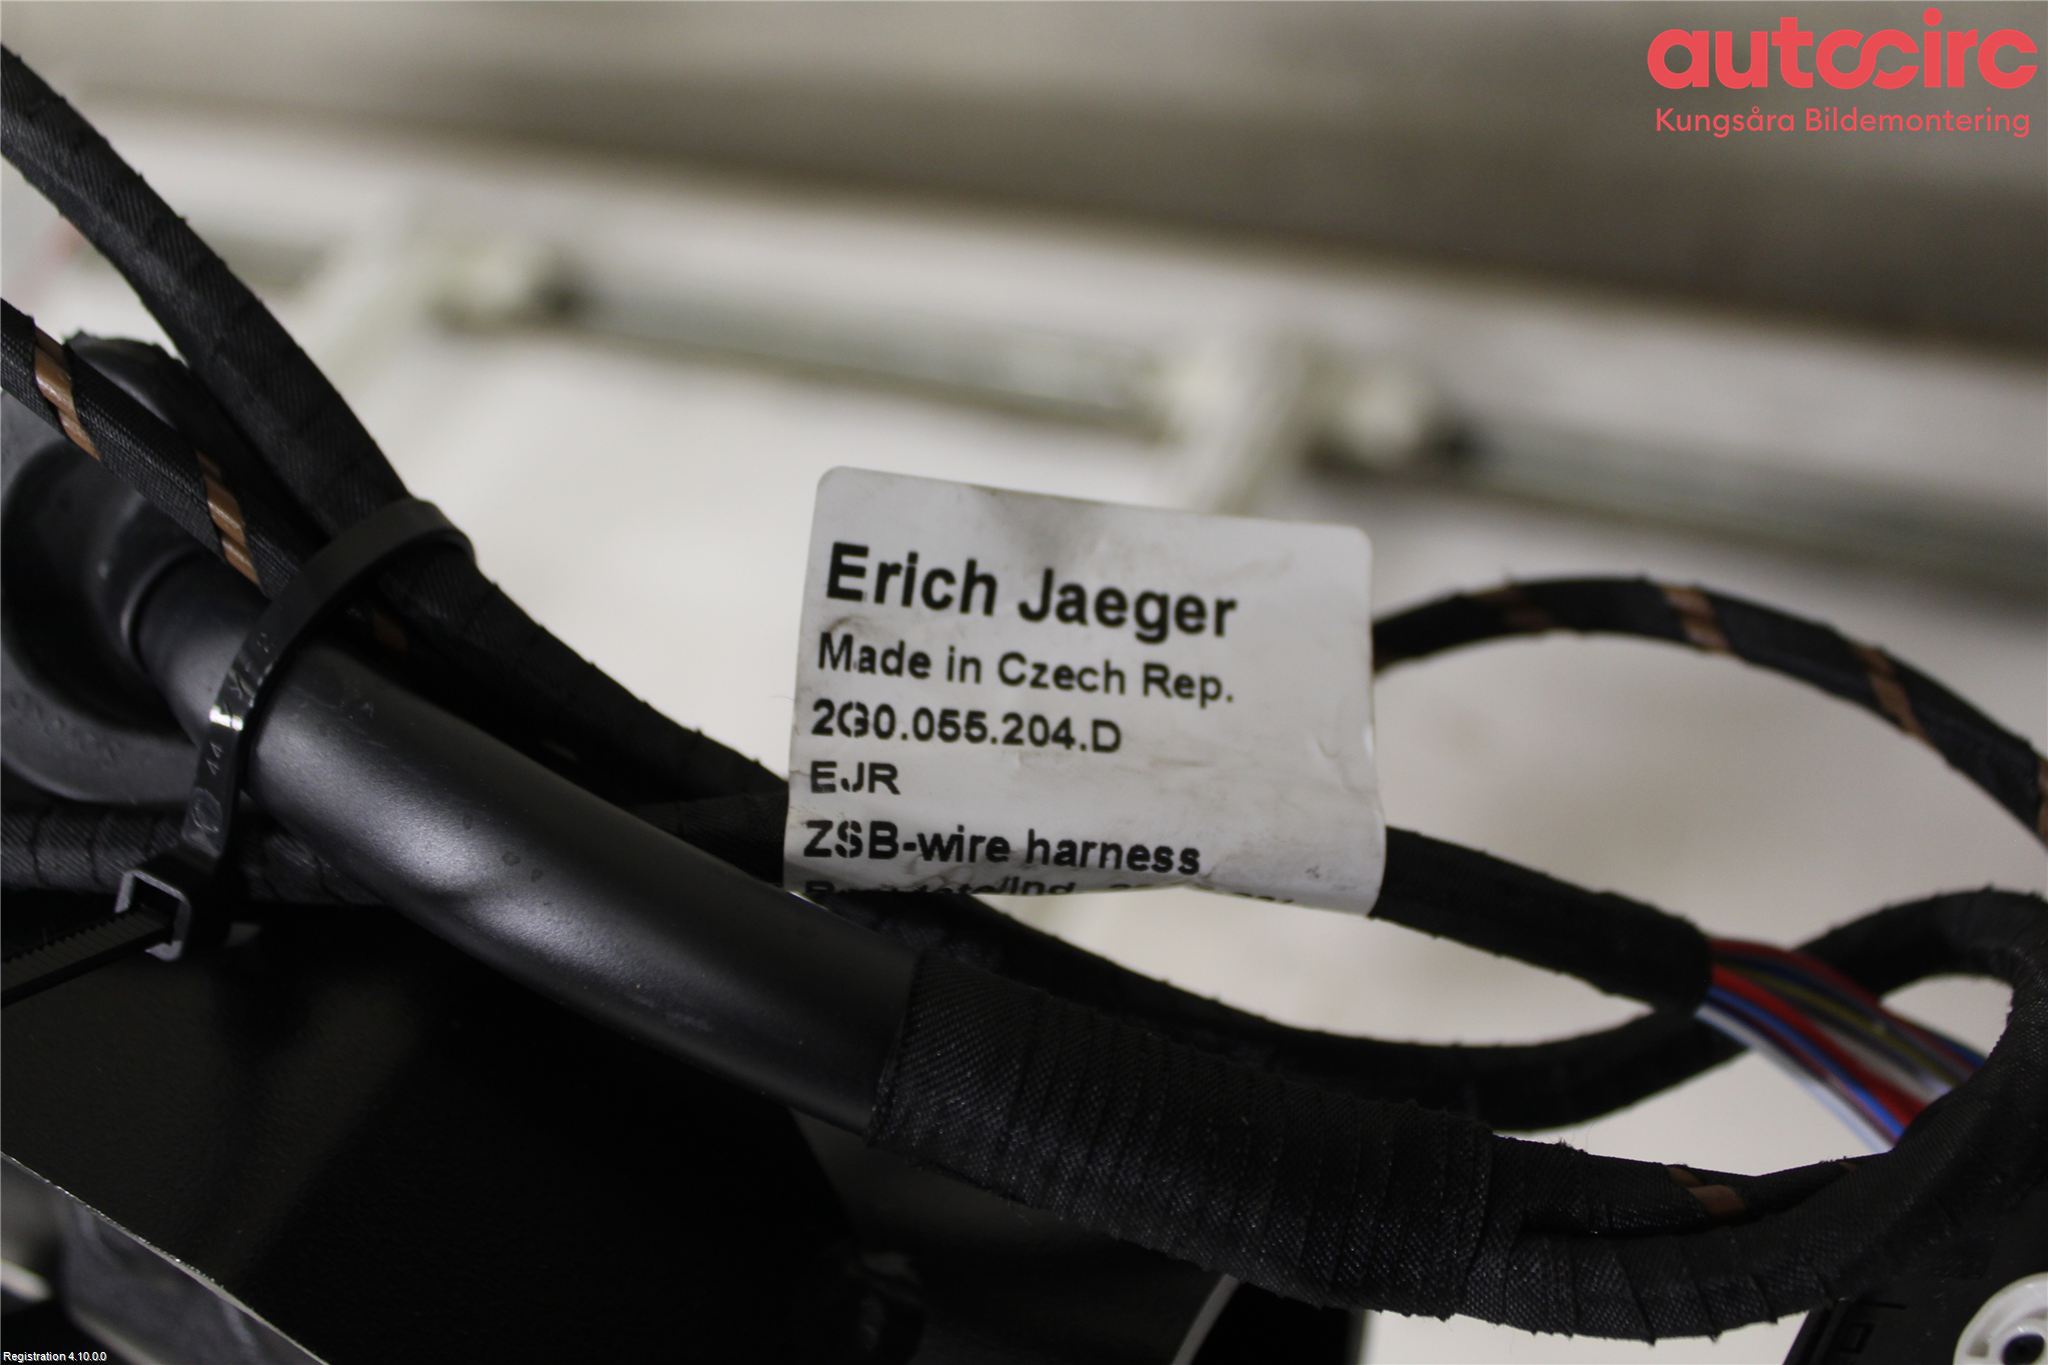 autocirc
Kungsåra Bildemontering
Erich Jaeger
Made in Czech Rep.
2G0.055.204.D
EJR
ZSB-wire harness
Registration 4.10.0.0